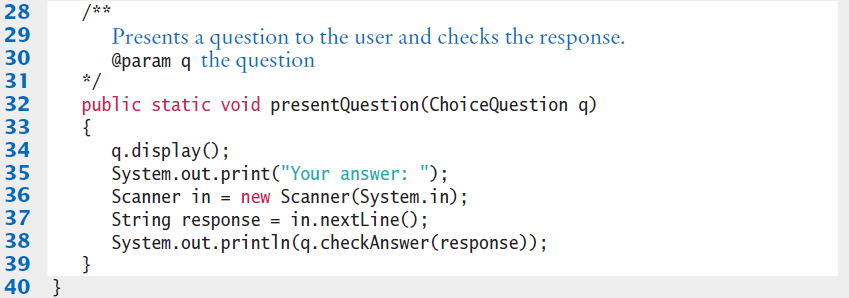 28 /**
29 Presents a question to the user and checks the response.
30 @param q the question
31 */
32 public static void presentQuestion(ChoiceQuestion q)
33 {
34 q.display();
35 System.out.print("Your answer: ");
36 Scanner in = new Scanner(System.in);
37 String response = in.nextLine();
38 System.out.println(q.checkAnswer(response));
39 }
40 }